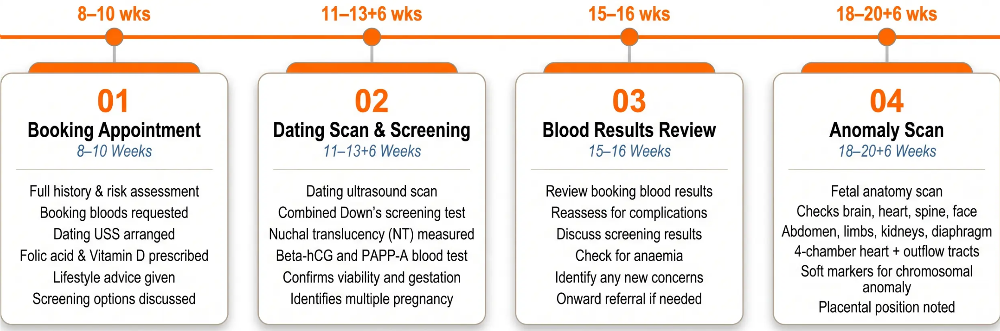 8–10 wks
11–13+6 wks
15–16 wks
18–20+6 wks
01
Booking Appointment
8–10 Weeks
Full history & risk assessment
Booking bloods requested
Dating USS arranged
Folic acid & Vitamin D prescribed
Lifestyle advice given
Screening options discussed
02
Dating Scan & Screening
11–13+6 Weeks
Dating ultrasound scan
Combined Down’s screening test
Nuchal translucency (NT) measured
Beta-hCG and PAPP-A blood test
Confirms viability and gestation
Identifies multiple pregnancy
03
Blood Results Review
15–16 Weeks
Review booking blood results
Reassess for complications
Discuss screening results
Check for anaemia
Identify any new concerns
Onward referral if needed
04
Anomaly Scan
18–20+6 Weeks
Fetal anatomy scan
Checks brain, heart, spine, face
Abdomen, limbs, kidneys, diaphragm
4-chamber heart + outflow tracts
Soft markers for chromosomal
anomaly
Placental position noted